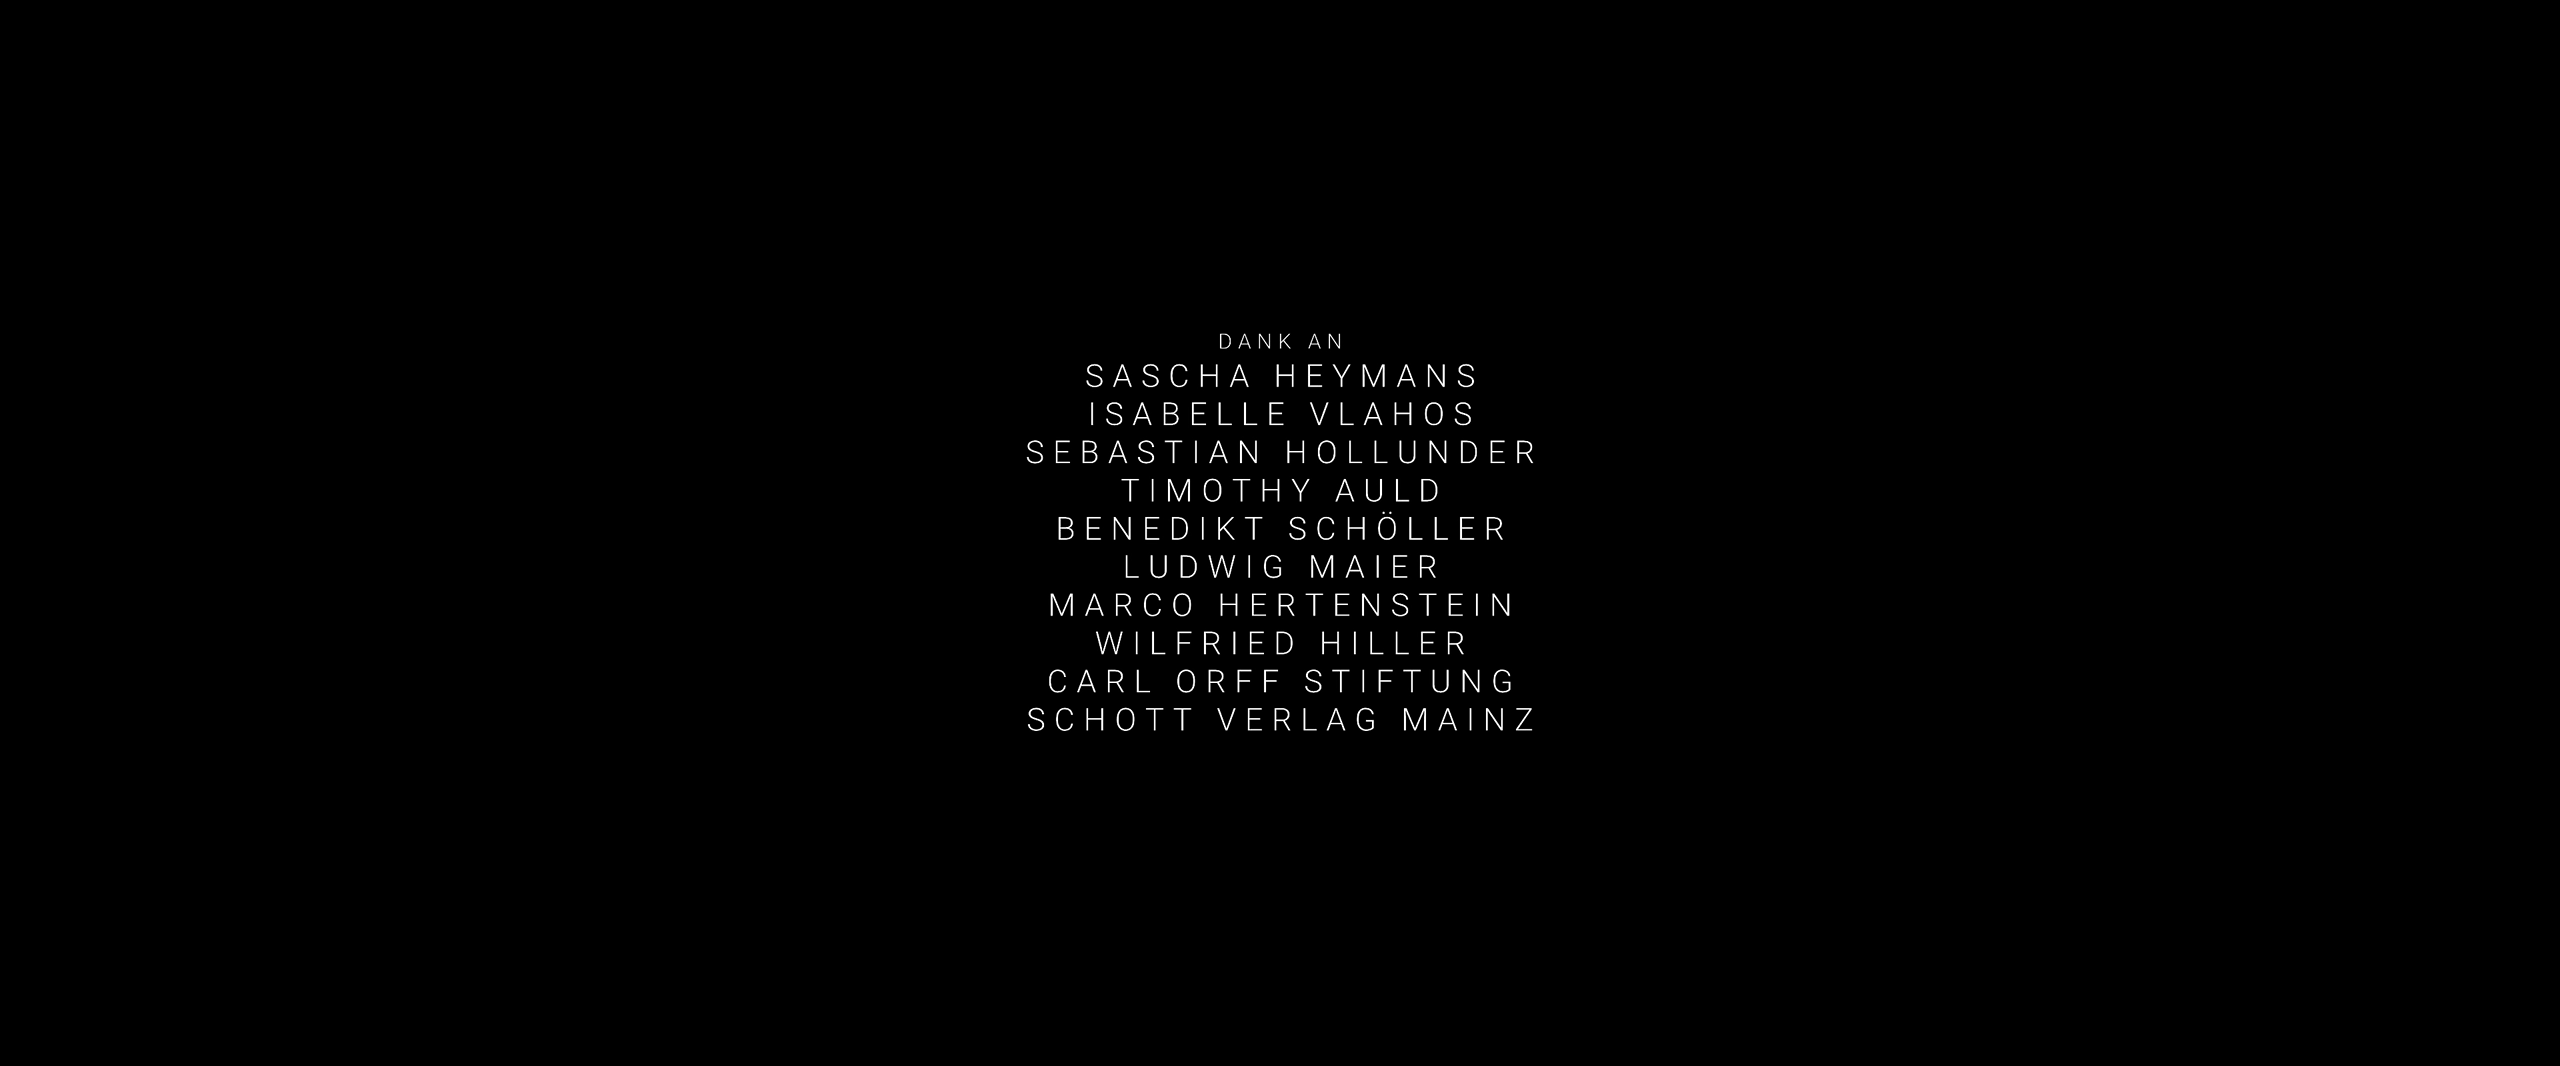 DANK AN
SASCHA HEYMANS
ISABELLE VLAHOS
SEBASTIAN HOLLUNDER
TIMOTHY AULD
BENEDIKT SCHÖLLER
LUDWIG MAIER
MARCO HERTENSTEIN
WILFRIED HILLER
CARL ORFF STIFTUNG
SCHOTT VERLAG MAINZ